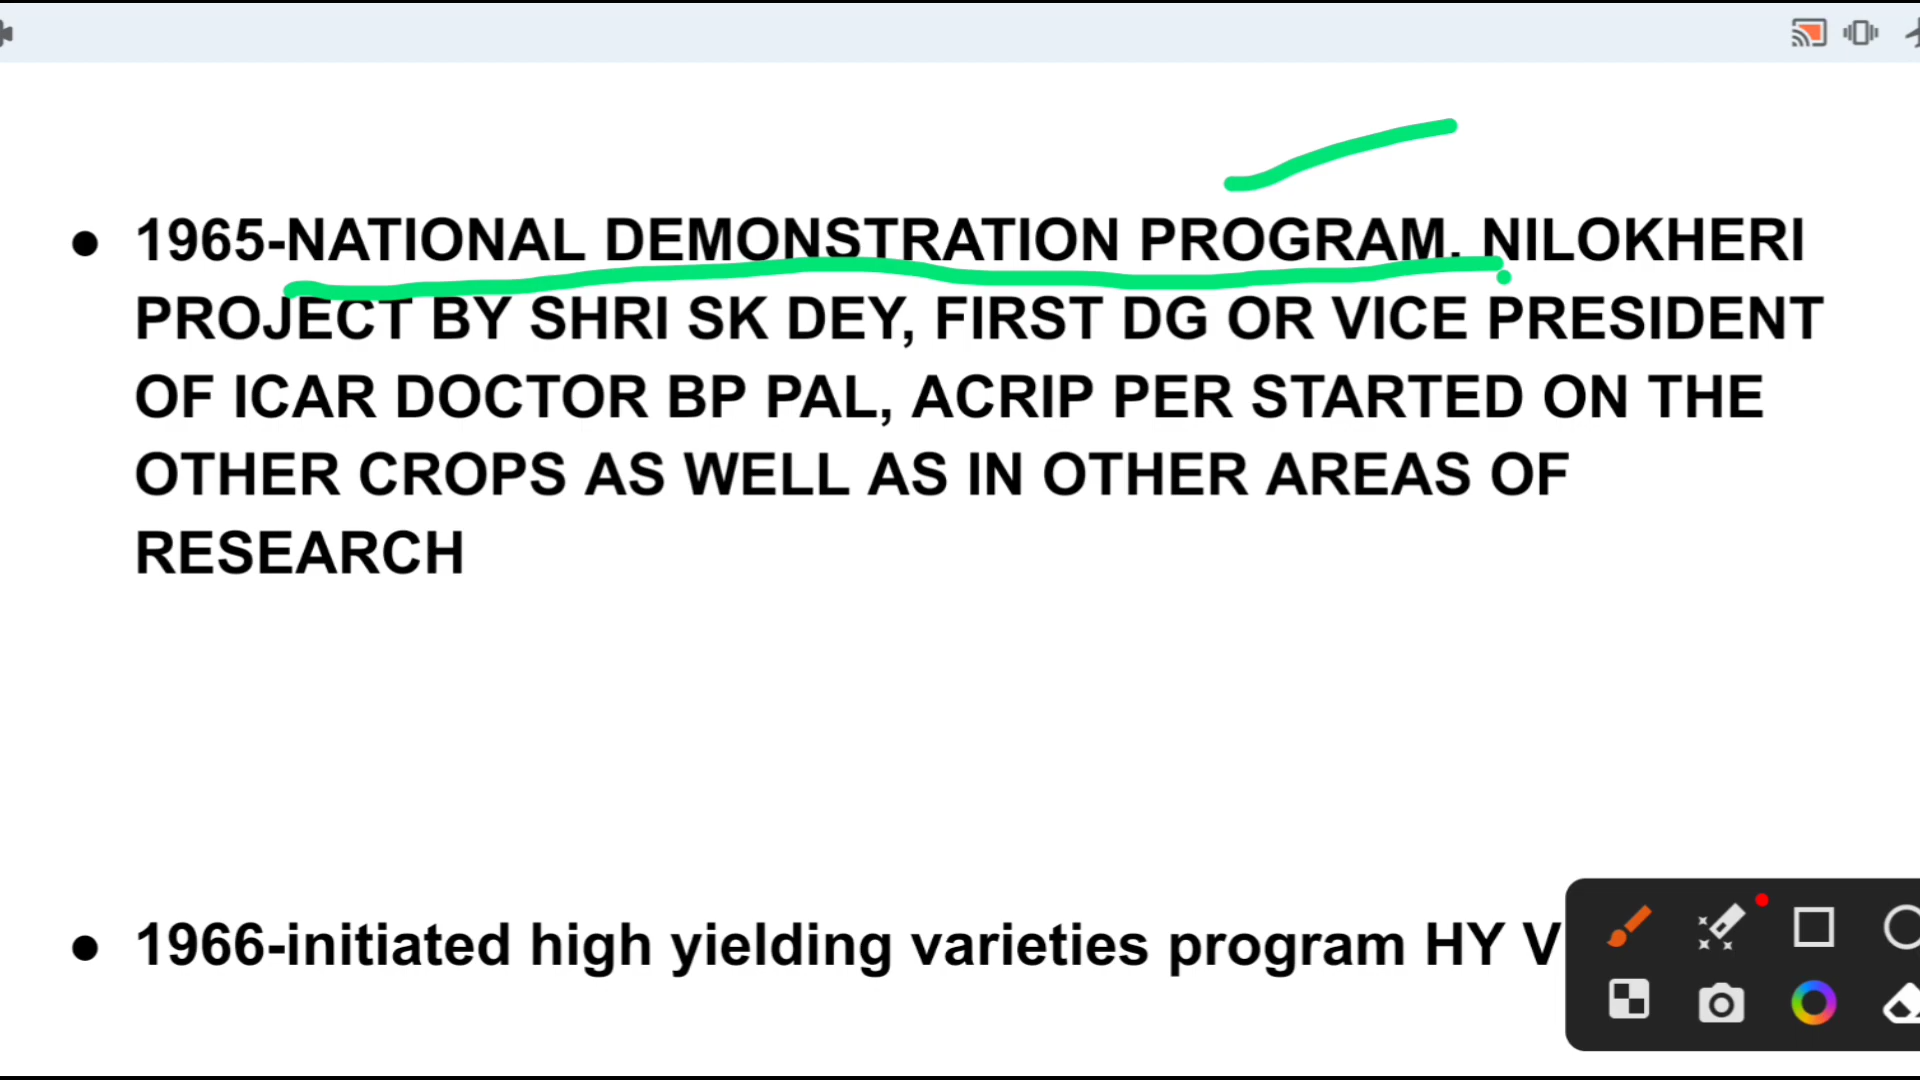 ● 1965-NATIONAL DEMONSTRATION PROGRAM, NILOKHERI
PROJECT BY SHRI SK DEY, FIRST DG OR VICE PRESIDENT
OF ICAR DOCTOR BP PAL, ACRIP PER STARTED ON THE
OTHER CROPS AS WELL AS IN OTHER AREAS OF
RESEARCH
● 1966-initiated high yielding varieties program HY V